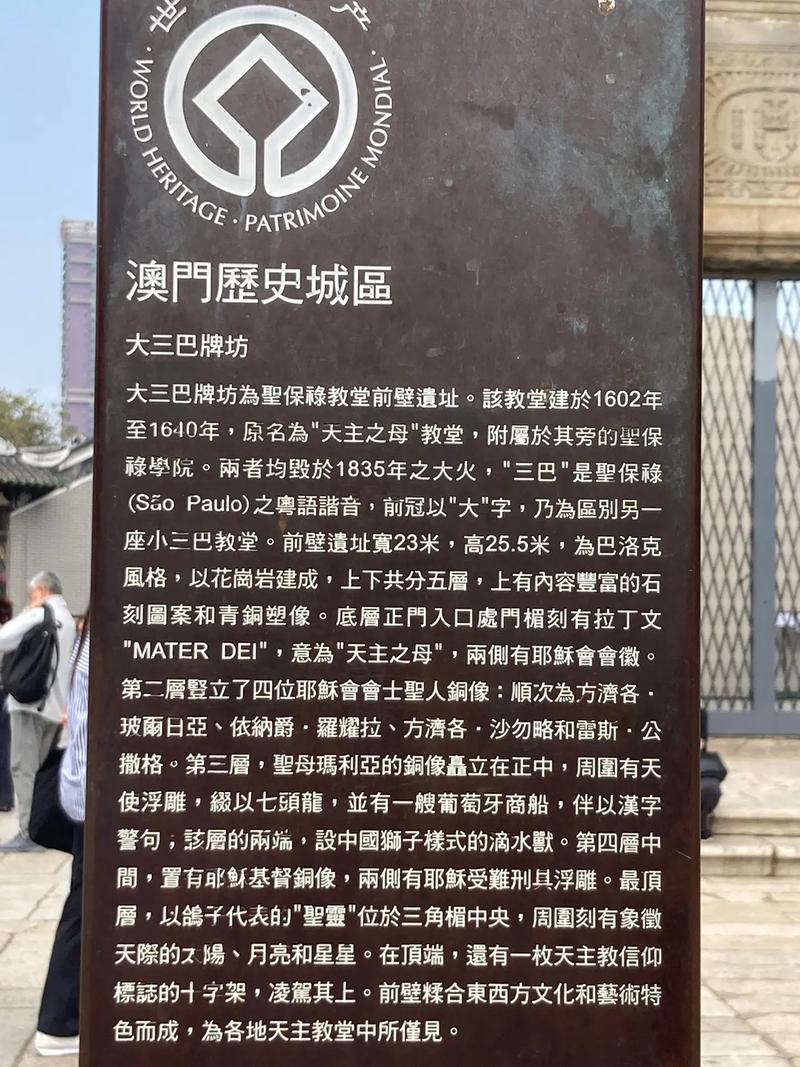 世 产
· WORLD HERITAGE · PATRIMOINE MONDIAL ·
澳門歷史城區
大三巴牌坊
大三巴牌坊為聖保祿教堂前壁遺址。該教堂建於1602年
至1640年，原名為"天主之母"教堂，附屬於其旁的聖保
祿學院。兩者均毀於1835年之大火，"三巴"是聖保祿
(São Paulo)之粵語諧音，前冠以"大"字，乃為區別另一
座小三巴教堂。前壁遺址寬23米，高25.5米，為巴洛克
風格，以花崗岩建成，上下共分五層，上有內容豐富的石
刻圖案和青銅塑像。底層正門入口處門楣刻有拉丁文
"MATER DEI"，意為"天主之母"，兩側有耶穌會會徽。
第二層豎立了四位耶穌會會士聖人銅像：順次為方濟各·
玻爾日亞、依納爵·羅耀拉、方濟各·沙勿略和雷斯·公
撒格。第三層，聖母瑪利亞的銅像矗立在正中，周圍有天
使浮雕，綴以七頭龍，並有一艘葡萄牙商船，伴以漢字
警句；該層的兩端，設中國獅子樣式的滴水獸。第四層中
間，置有耶穌基督銅像，兩側有耶穌受難刑具浮雕。最頂
層，以鴿子代表的"聖靈"位於三角楣中央，周圍刻有象徵
天際的太陽、月亮和星星。在頂端，還有一枚天主教信仰
標誌的十字架，凌駕其上。前壁糅合東西方文化和藝術特
色而成，為各地天主教堂中所僅見。